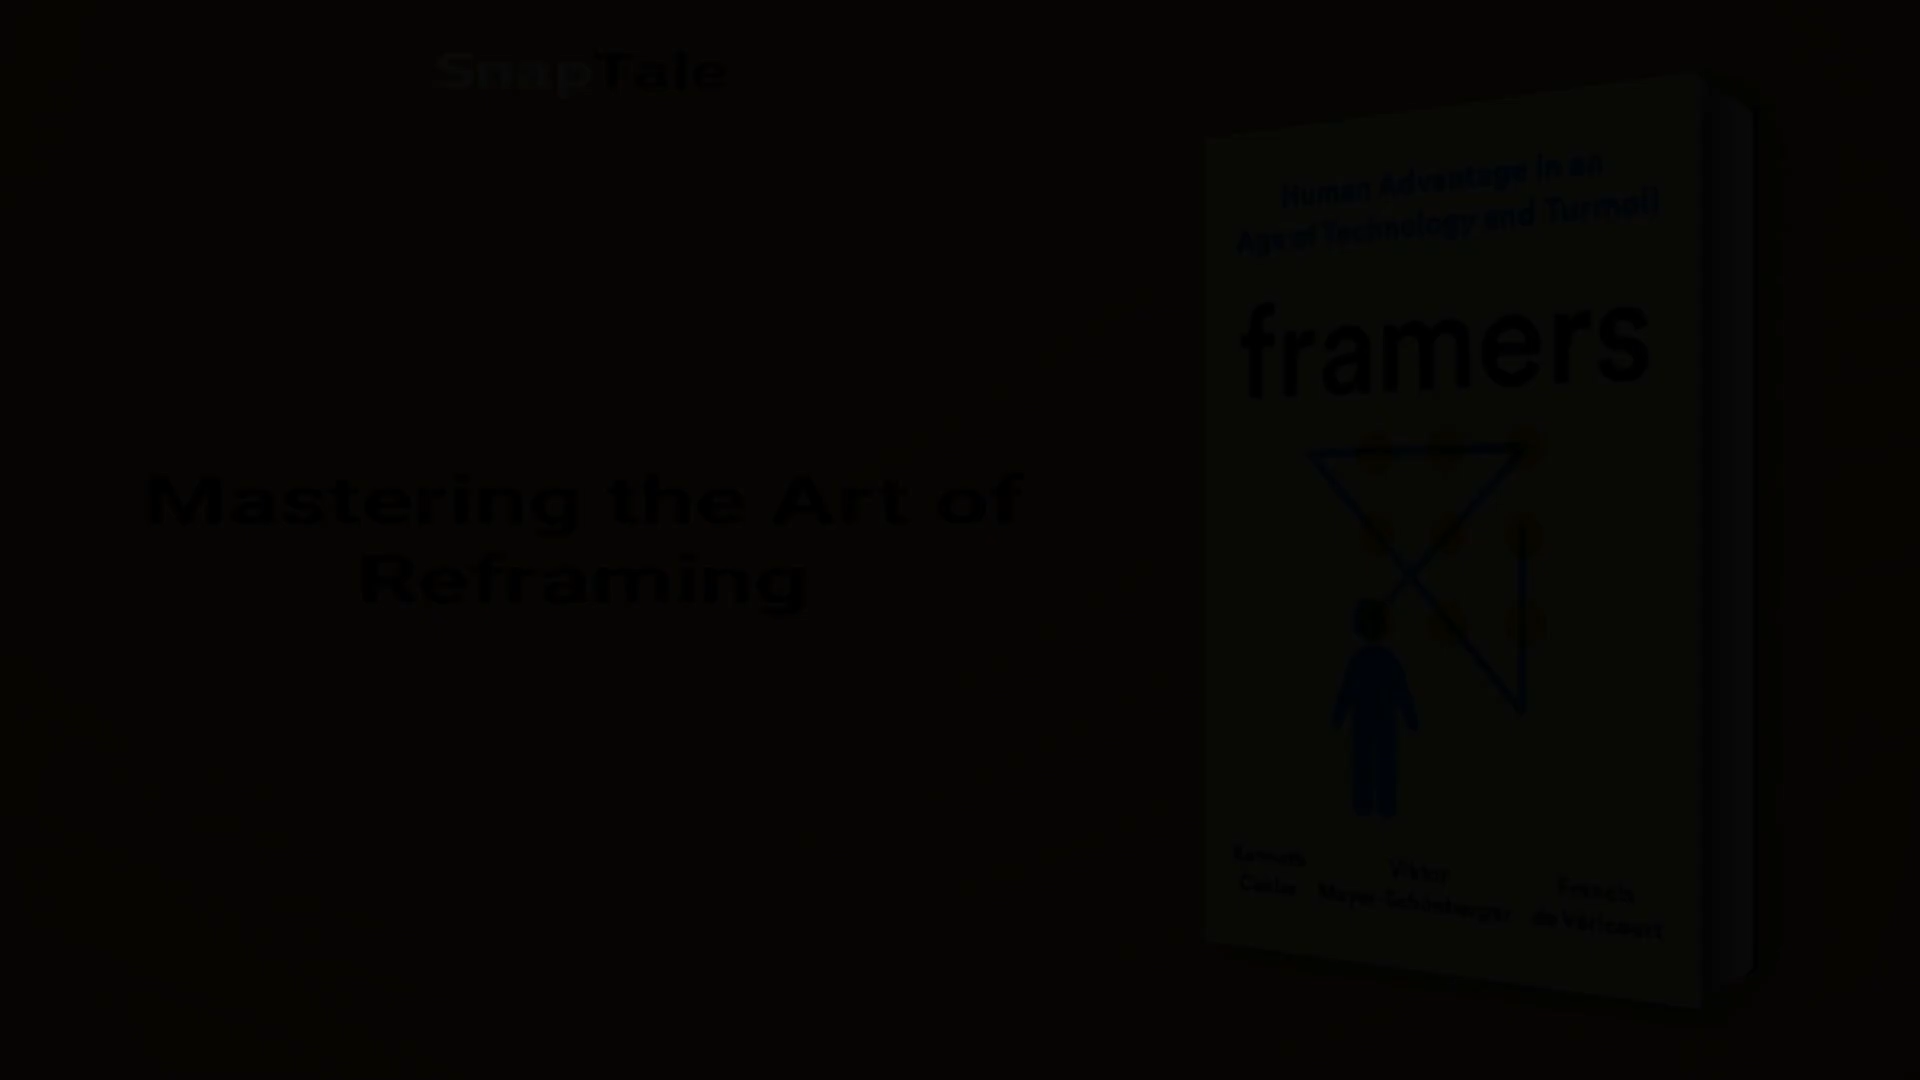 SnapTale
Mastering the Art of
Reframing
Human Advantage in an
Age of Technology and Turmoil
framers
Kenneth
Cukier
Viktor
Mayer-Schönberger
Francis
de Véricourt